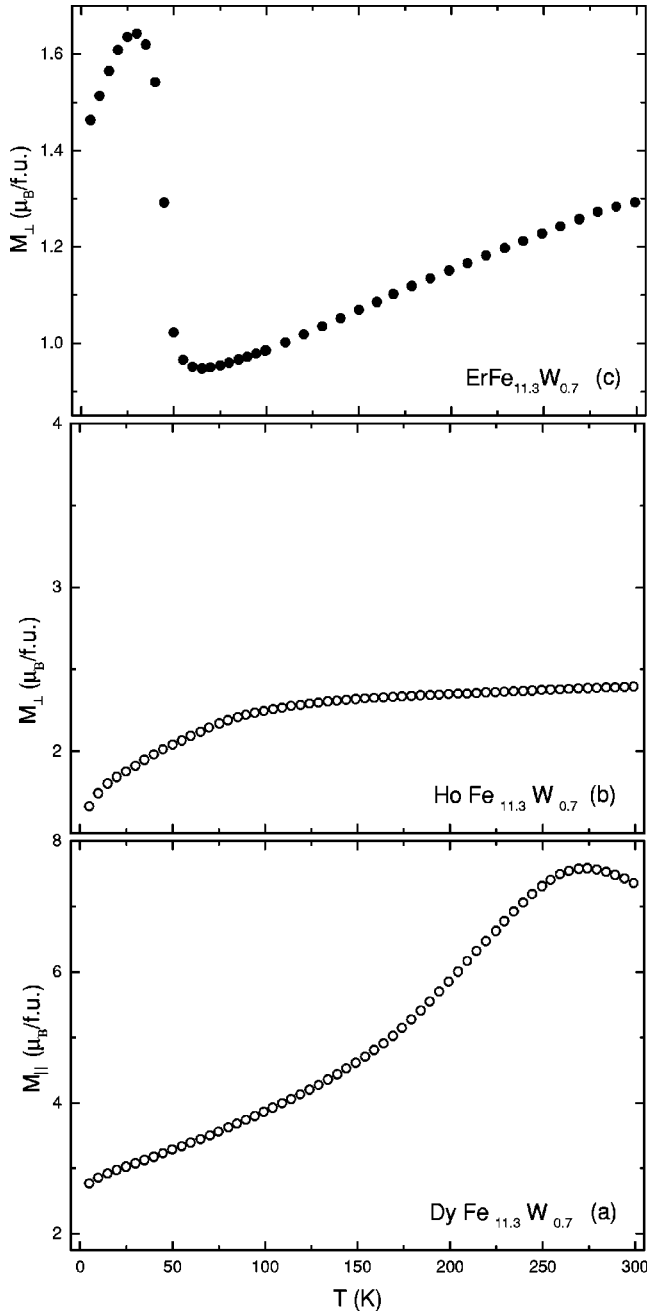 1.6
1.4
1.2
1.0
M⊥ (μB/f.u.)
ErFe11.3W0.7 (c)
4
3
2
M⊥ (μB/f.u.)
Ho Fe 11.3 W 0.7 (b)
8
6
4
2
M|| (μB/f.u.)
Dy Fe 11.3 W 0.7 (a)
0 50 100 150 200 250 300
T (K)